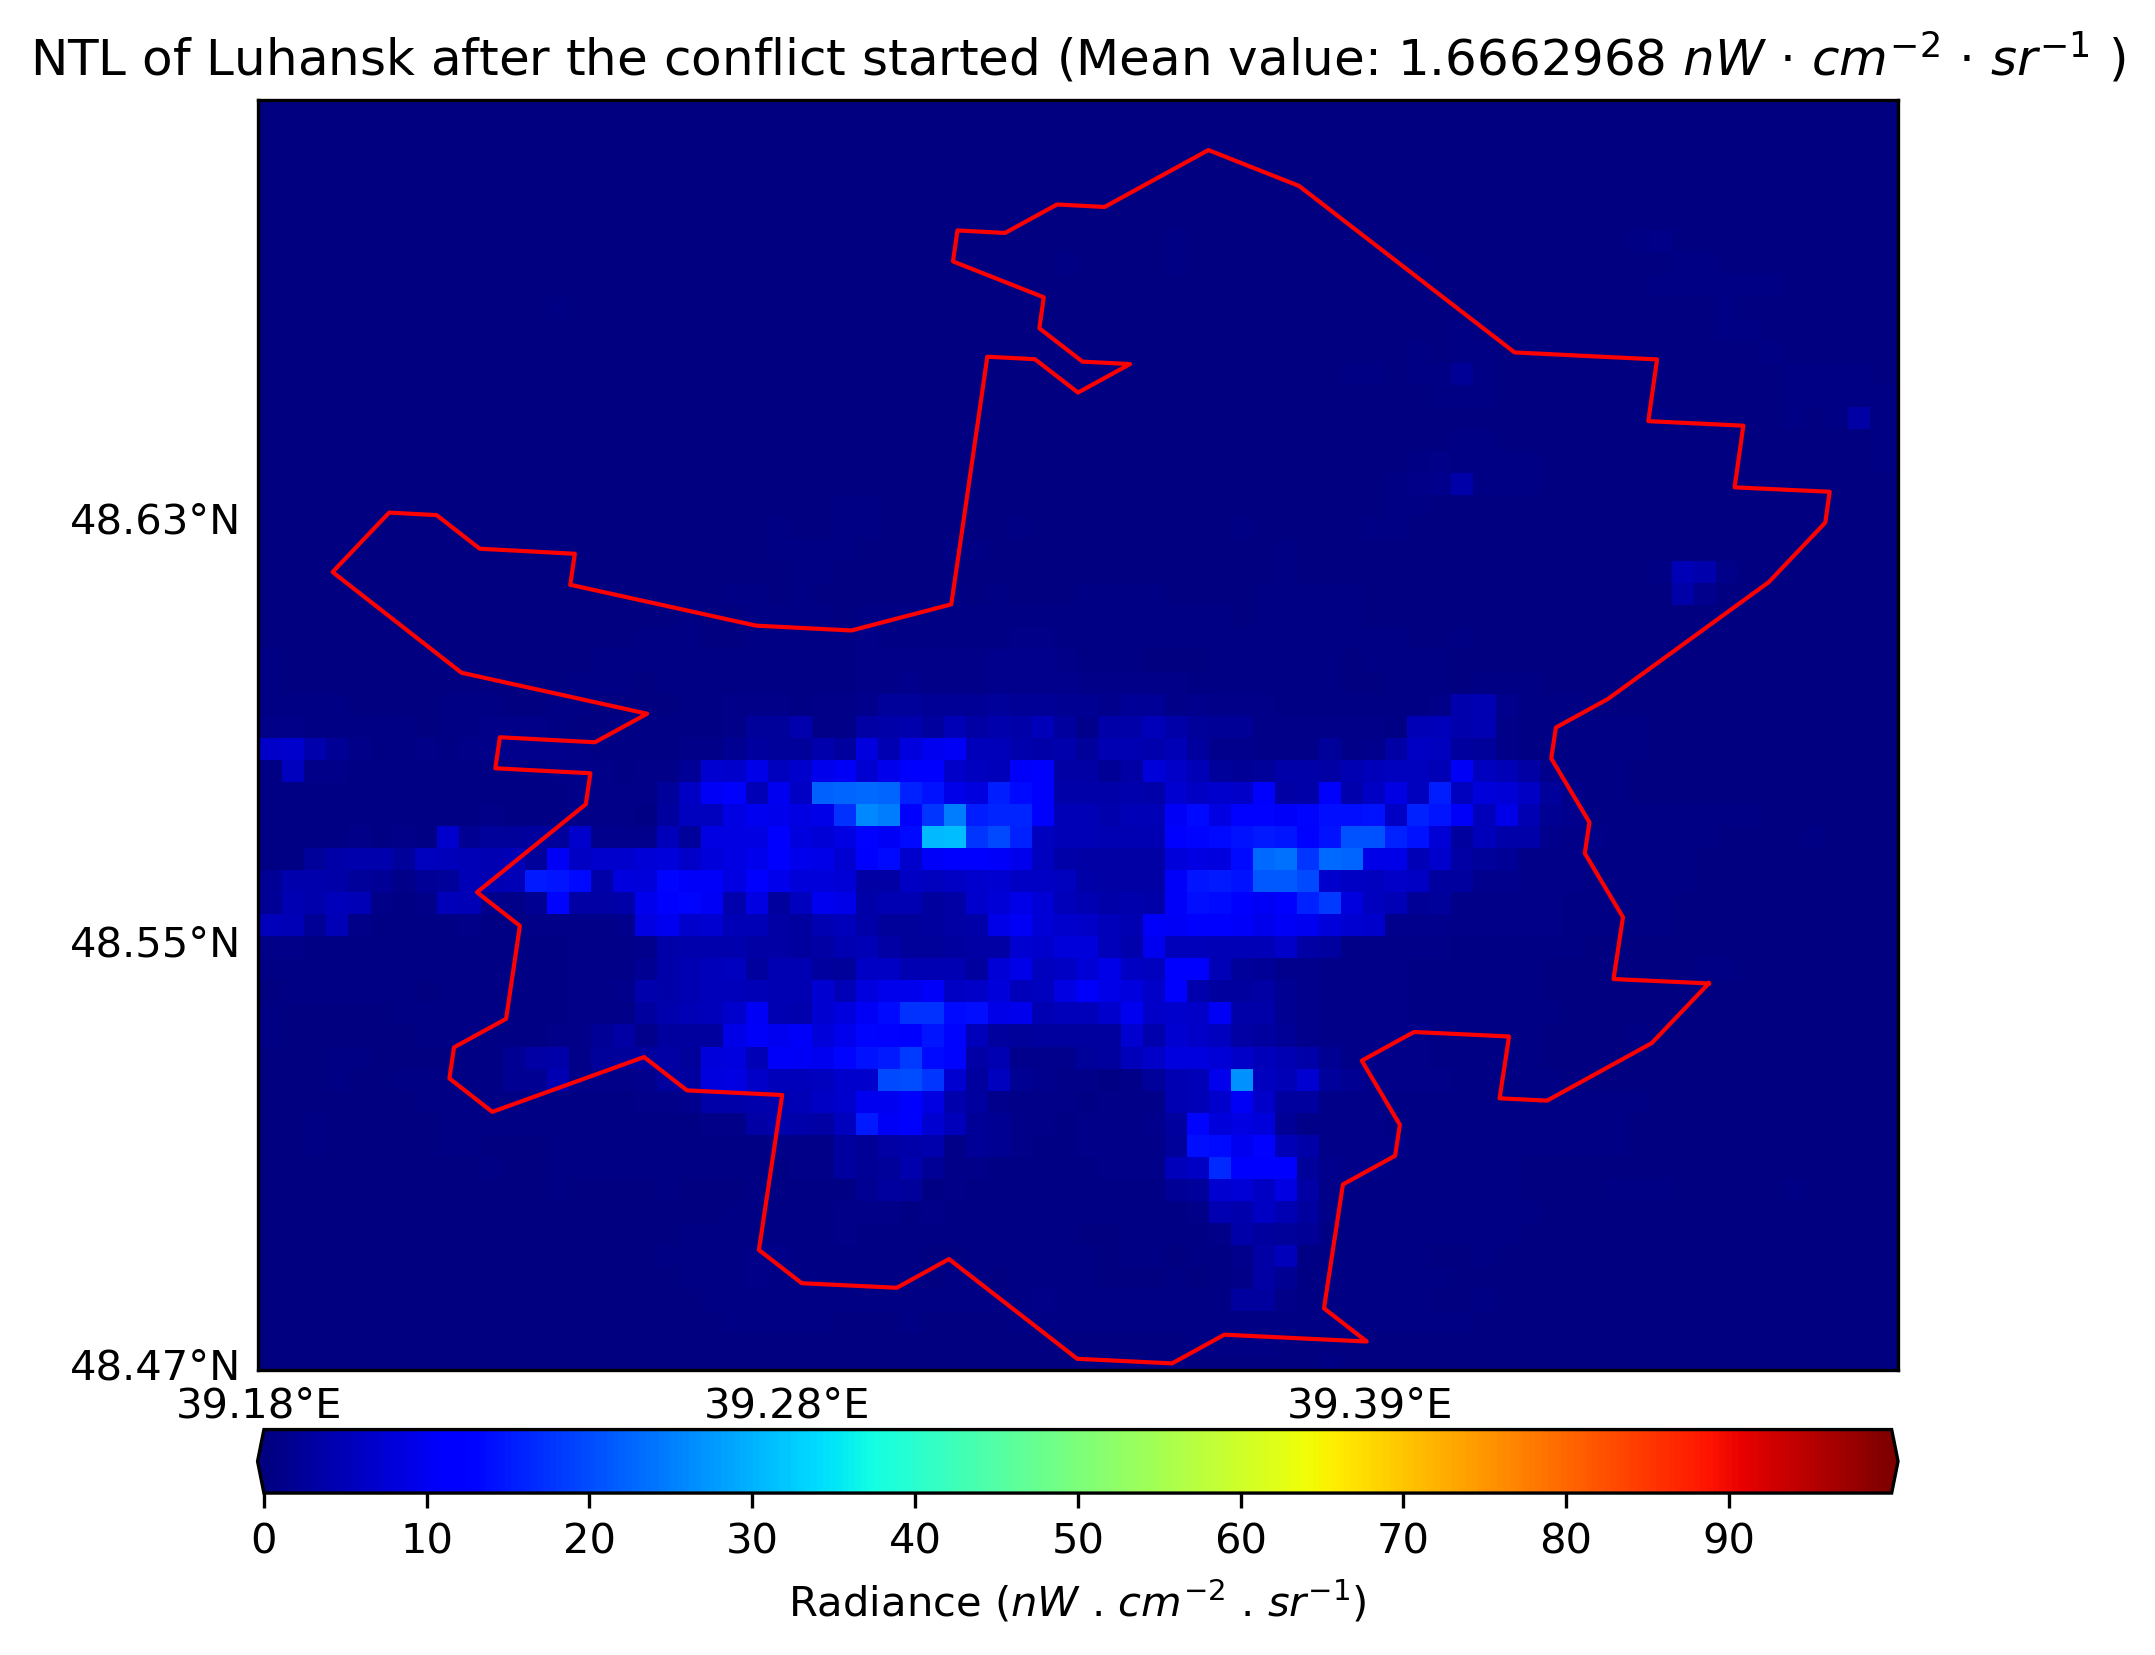 NTL of Luhansk after the conflict started (Mean value: 1.6662968 nW · cm⁻² · sr⁻¹ )
48.63°N
48.55°N
48.47°N
39.18°E 39.28°E 39.39°E
0 10 20 30 40 50 60 70 80 90
Radiance (nW . cm⁻² . sr⁻¹)